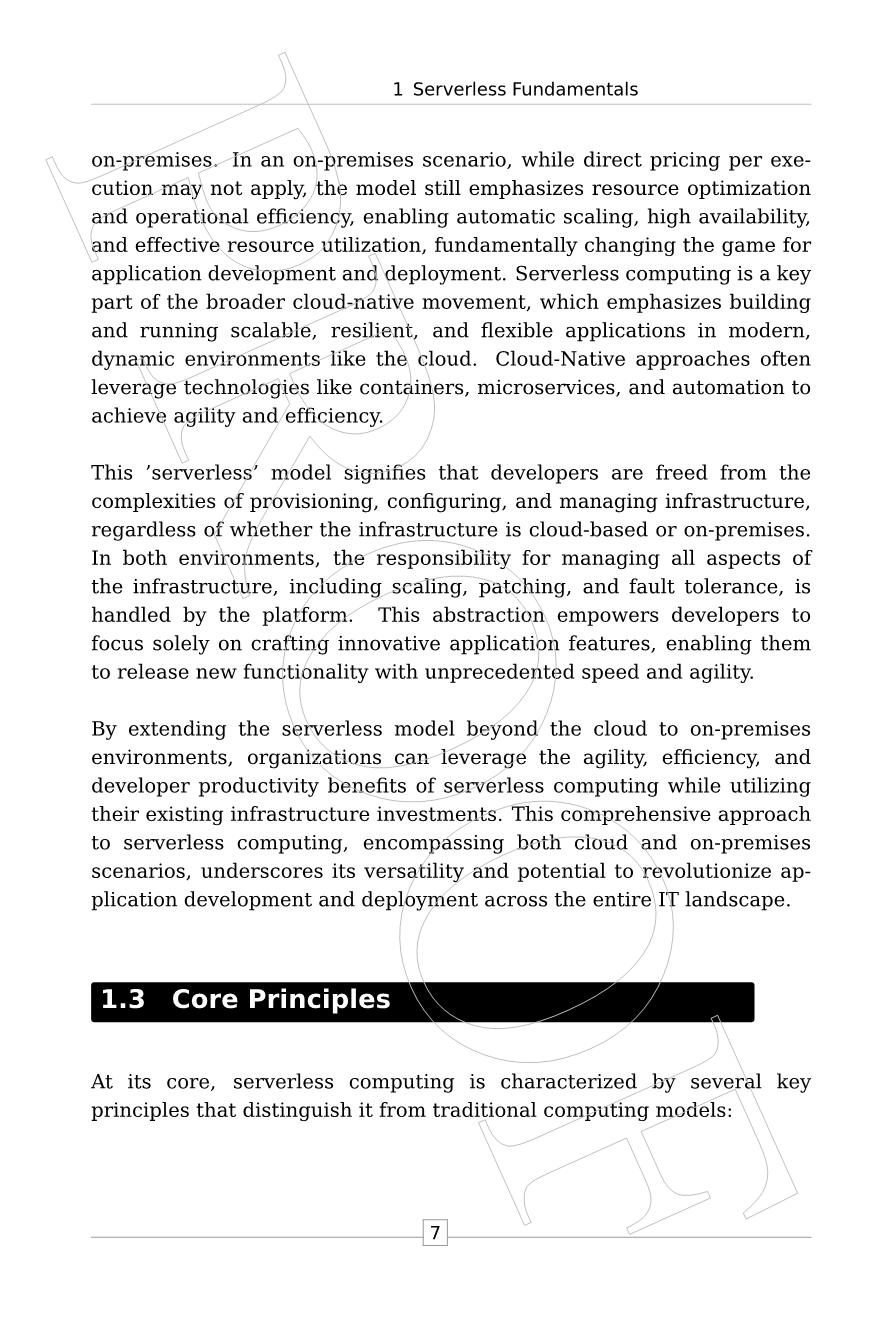 1 Serverless Fundamentals
on-premises. In an on-premises scenario, while direct pricing per exe-
cution may not apply, the model still emphasizes resource optimization
and operational efficiency, enabling automatic scaling, high availability,
and effective resource utilization, fundamentally changing the game for
application development and deployment. Serverless computing is a key
part of the broader cloud-native movement, which emphasizes building
and running scalable, resilient, and flexible applications in modern,
dynamic environments like the cloud. Cloud-Native approaches often
leverage technologies like containers, microservices, and automation to
achieve agility and efficiency.
This ’serverless’ model signifies that developers are freed from the
complexities of provisioning, configuring, and managing infrastructure,
regardless of whether the infrastructure is cloud-based or on-premises.
In both environments, the responsibility for managing all aspects of
the infrastructure, including scaling, patching, and fault tolerance, is
handled by the platform. This abstraction empowers developers to
focus solely on crafting innovative application features, enabling them
to release new functionality with unprecedented speed and agility.
By extending the serverless model beyond the cloud to on-premises
environments, organizations can leverage the agility, efficiency, and
developer productivity benefits of serverless computing while utilizing
their existing infrastructure investments. This comprehensive approach
to serverless computing, encompassing both cloud and on-premises
scenarios, underscores its versatility and potential to revolutionize ap-
plication development and deployment across the entire IT landscape.
1.3 Core Principles
At its core, serverless computing is characterized by several key
principles that distinguish it from traditional computing models:
7
PROOF